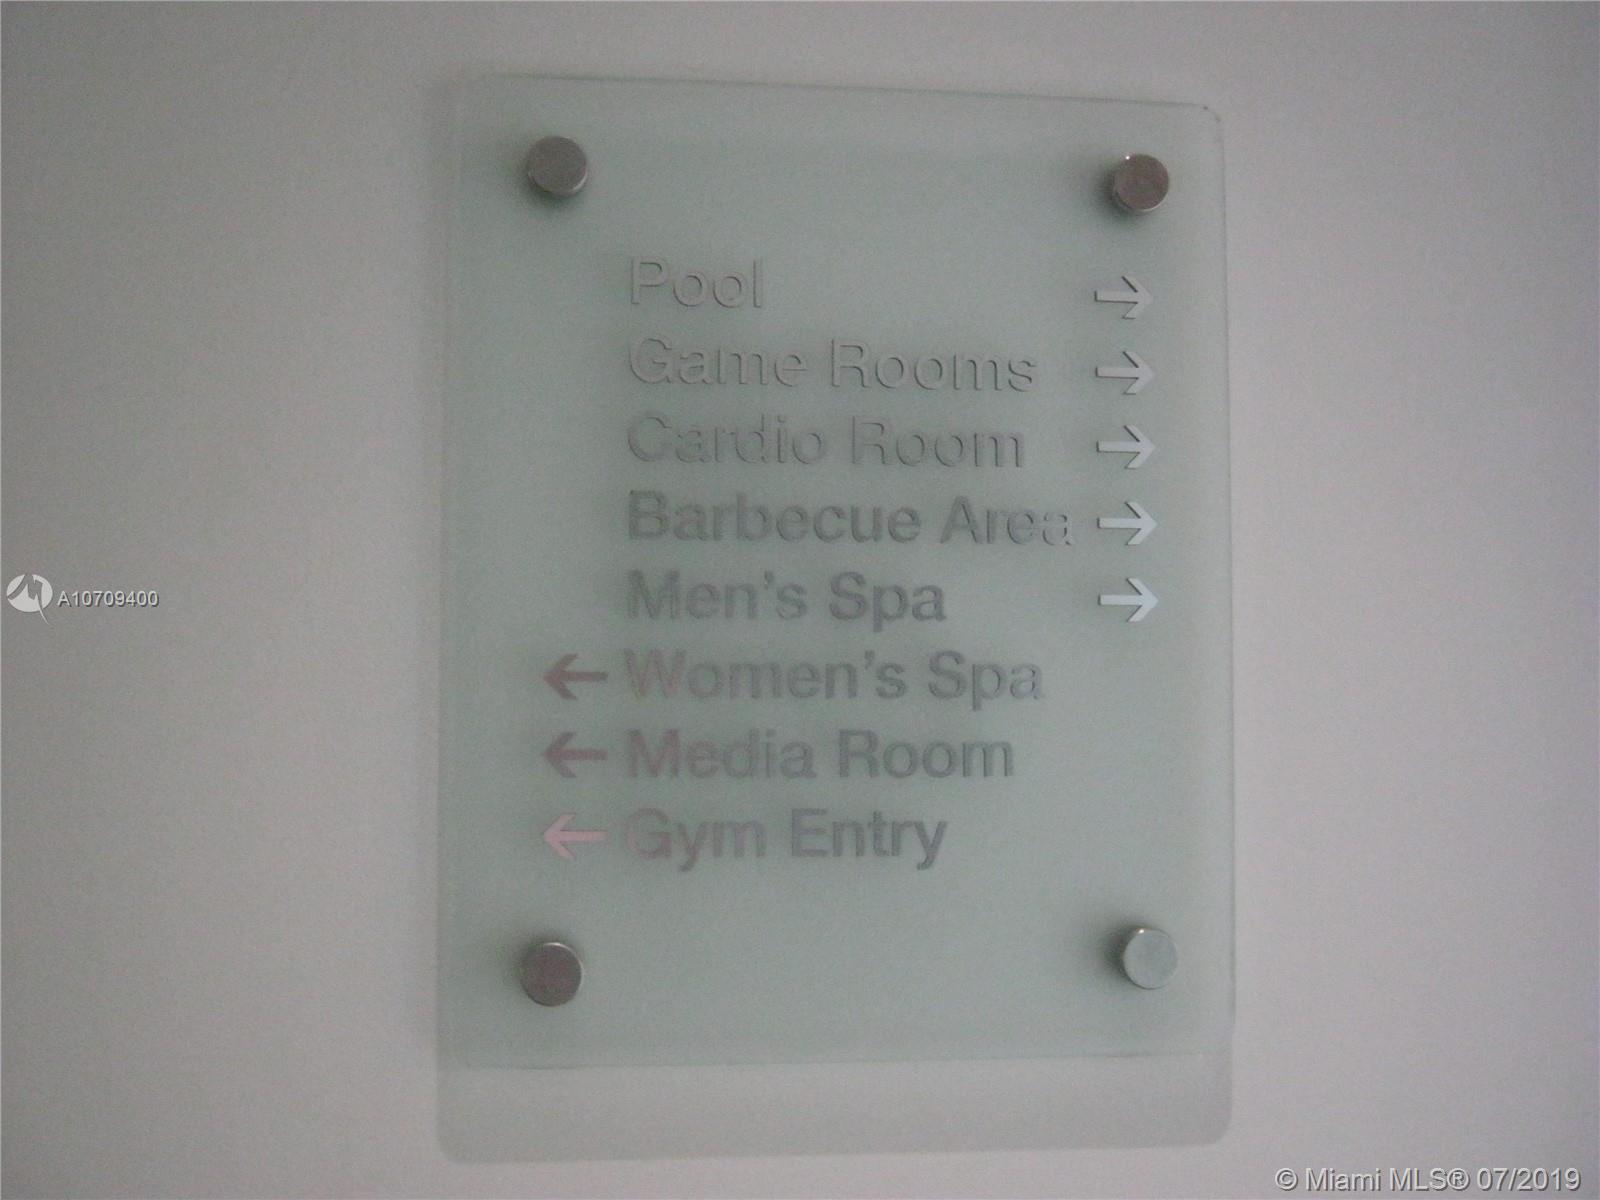 Pool →
Game Rooms →
Cardio Room →
Barbecue Area →
Men's Spa →
← Women's Spa
← Media Room
← Gym Entry
A10709400
© Miami MLS® 07/2019